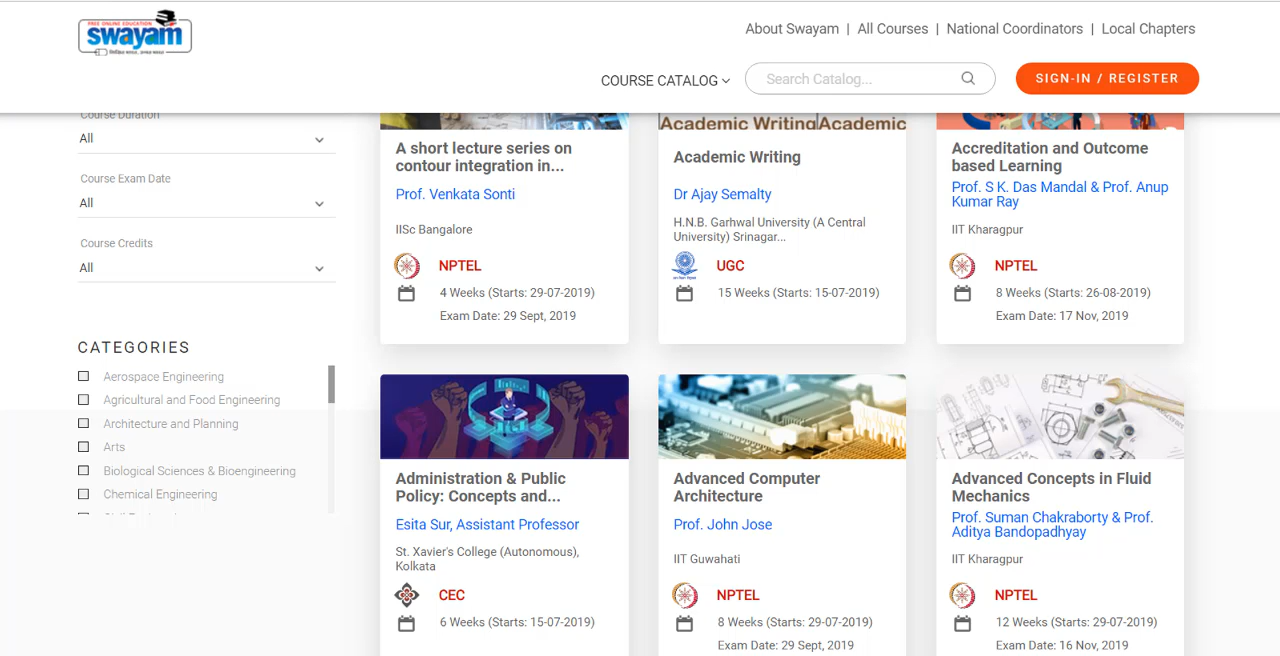 FREE ONLINE EDUCATION
swayam
About Swayam | All Courses | National Coordinators | Local Chapters
COURSE CATALOG
Search Catalog...
SIGN-IN / REGISTER
Course Duration
All
Course Exam Date
All
Course Credits
All
CATEGORIES
Aerospace Engineering
Agricultural and Food Engineering
Architecture and Planning
Arts
Biological Sciences & Bioengineering
Chemical Engineering
A short lecture series on
contour integration in...
Prof. Venkata Sonti
IISc Bangalore
NPTEL
4 Weeks (Starts: 29-07-2019)
Exam Date: 29 Sept, 2019
Academic Writing Academic
Academic Writing
Dr Ajay Semalty
H.N.B. Garhwal University (A Central
University) Srinagar...
UGC
15 Weeks (Starts: 15-07-2019)
Accreditation and Outcome
based Learning
Prof. S K. Das Mandal & Prof. Anup
Kumar Ray
IIT Kharagpur
NPTEL
8 Weeks (Starts: 26-08-2019)
Exam Date: 17 Nov, 2019
Administration & Public
Policy: Concepts and...
Esita Sur, Assistant Professor
St. Xavier's College (Autonomous),
Kolkata
CEC
6 Weeks (Starts: 15-07-2019)
Advanced Computer
Architecture
Prof. John Jose
IIT Guwahati
NPTEL
8 Weeks (Starts: 29-07-2019)
Exam Date: 29 Sept, 2019
Advanced Concepts in Fluid
Mechanics
Prof. Suman Chakraborty & Prof.
Aditya Bandopadhyay
IIT Kharagpur
NPTEL
12 Weeks (Starts: 29-07-2019)
Exam Date: 16 Nov, 2019